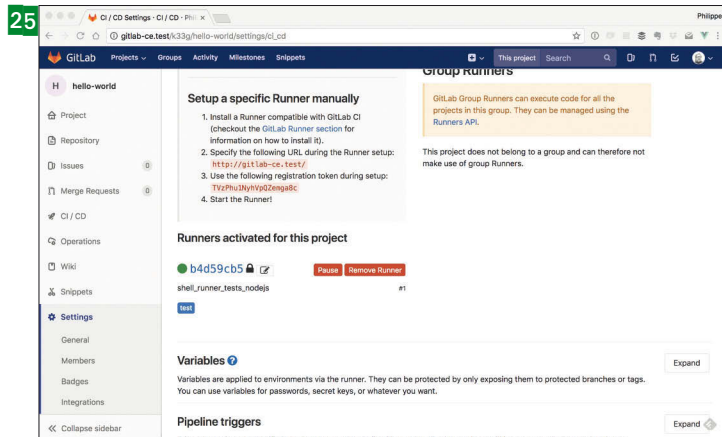 25
CI / CD Settings · CI / CD · Phi
Philippe
gitlab-ce.test/k33g/hello-world/settings/ci_cd
GitLab Projects Groups Activity Milestones Snippets This project Search
H hello-world
Project
Repository
Issues 0
Merge Requests 0
CI / CD
Operations
Wiki
Snippets
Settings
General
Members
Badges
Integrations
Collapse sidebar
Setup a specific Runner manually
1. Install a Runner compatible with GitLab CI
(checkout the GitLab Runner section for
information on how to install it).
2. Specify the following URL during the Runner setup:
http://gitlab-ce.test/
3. Use the following registration token during setup:
TVzPhu1NyhVpQZemga8c
4. Start the Runner!
Group Runners
GitLab Group Runners can execute code for all the
projects in this group. They can be managed using the
Runners API.
This project does not belong to a group and can therefore not
make use of group Runners.
Runners activated for this project
b4d59cb5 Pause Remove Runner
shell_runner_tests_nodejs #1
test
Variables Expand
Variables are applied to environments via the runner. They can be protected by only exposing them to protected branches or tags.
You can use variables for passwords, secret keys, or whatever you want.
Pipeline triggers Expand